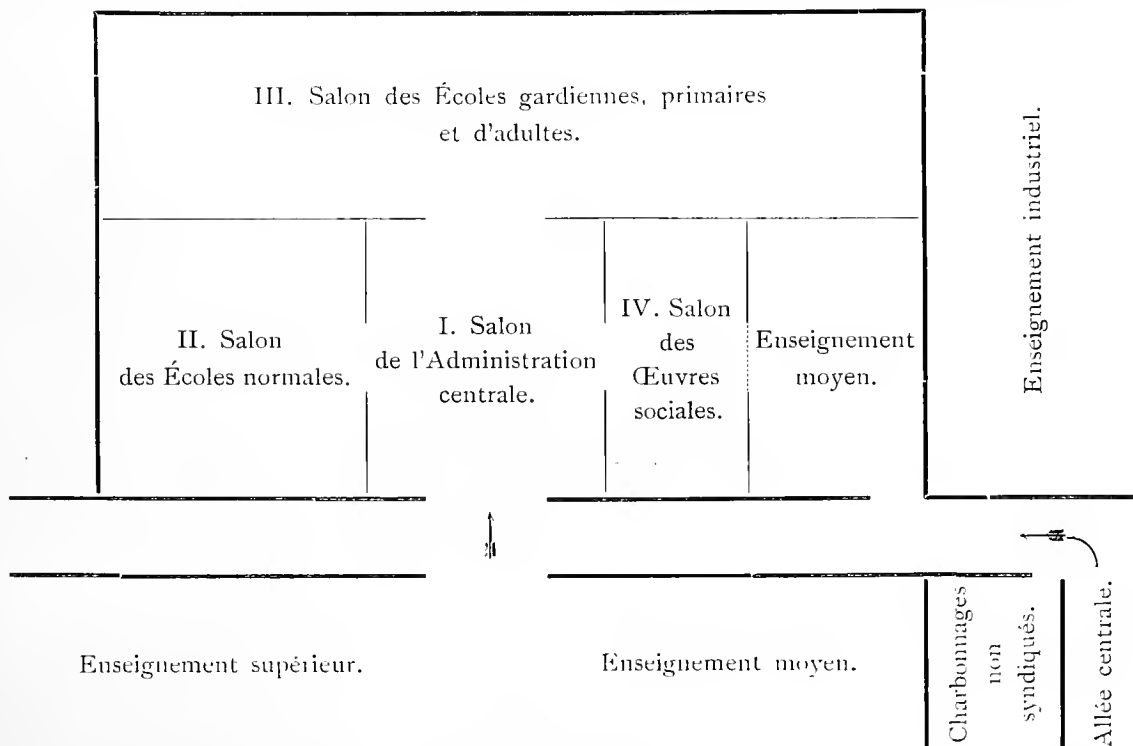 III. Salon des Écoles gardiennes, primaires
et d'adultes.
II. Salon
des Écoles normales.
I. Salon
de l'Administration
centrale.
IV. Salon
des
Œuvres
sociales.
Enseignement
moyen.
Enseignement industriel.
Enseignement supérieur.
Enseignement moyen.
Charbonnages
non
syndiqués.
Allée centrale.